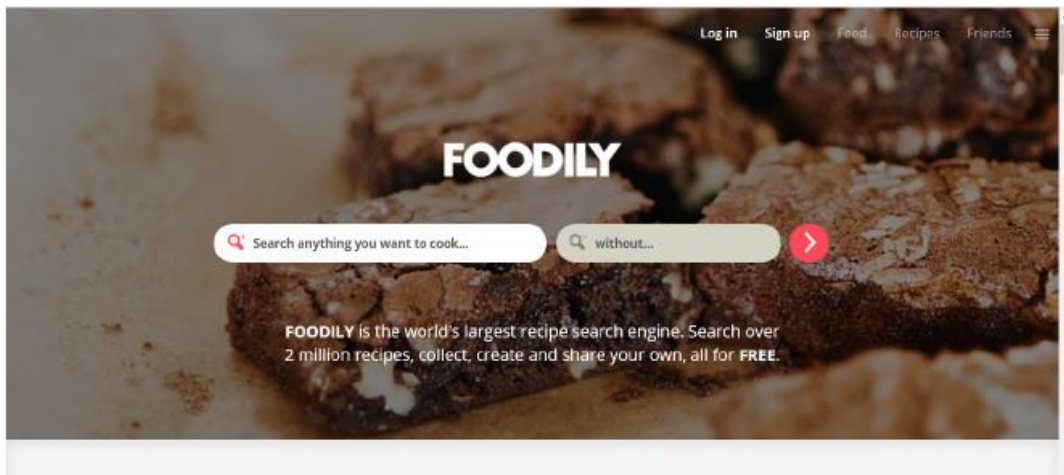 Log in Sign up Feed Recipes Friends
FOODILY
Search anything you want to cook... without...
FOODILY is the world's largest recipe search engine. Search over
2 million recipes, collect, create and share your own, all for FREE.